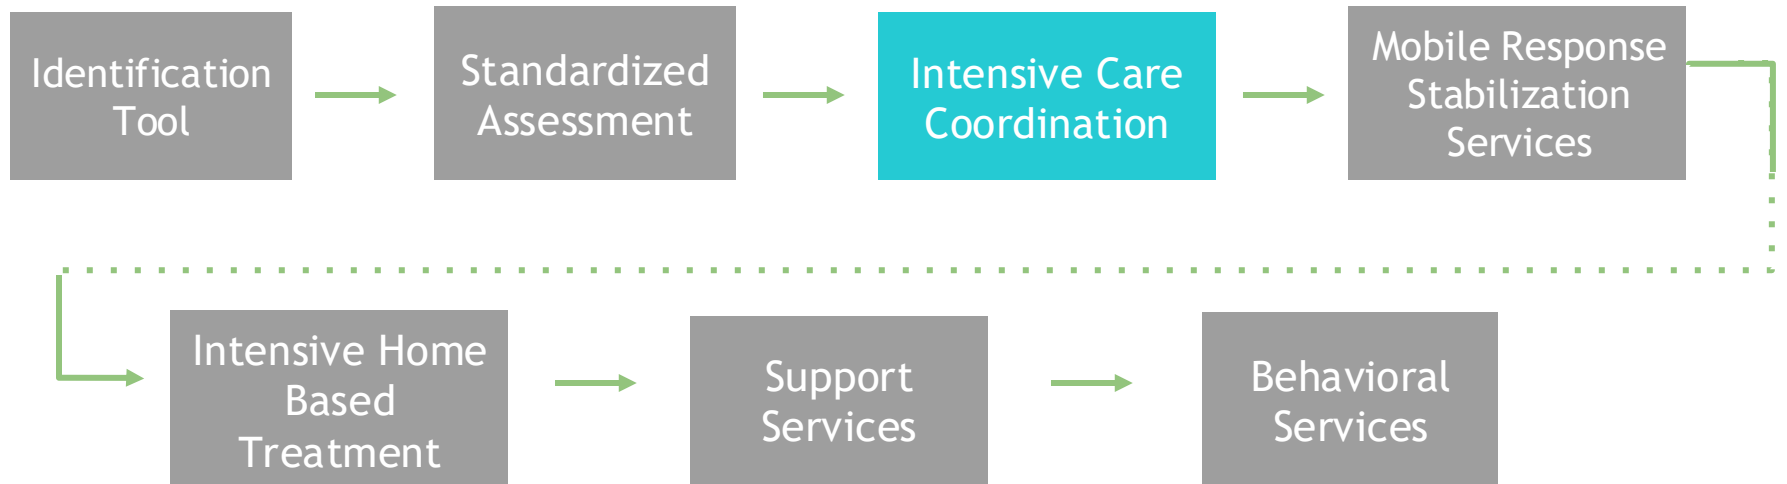 Identification
Tool
Standardized
Assessment
Intensive Care
Coordination
Mobile Response
Stabilization
Services
Intensive Home
Based
Treatment
Support
Services
Behavioral
Services